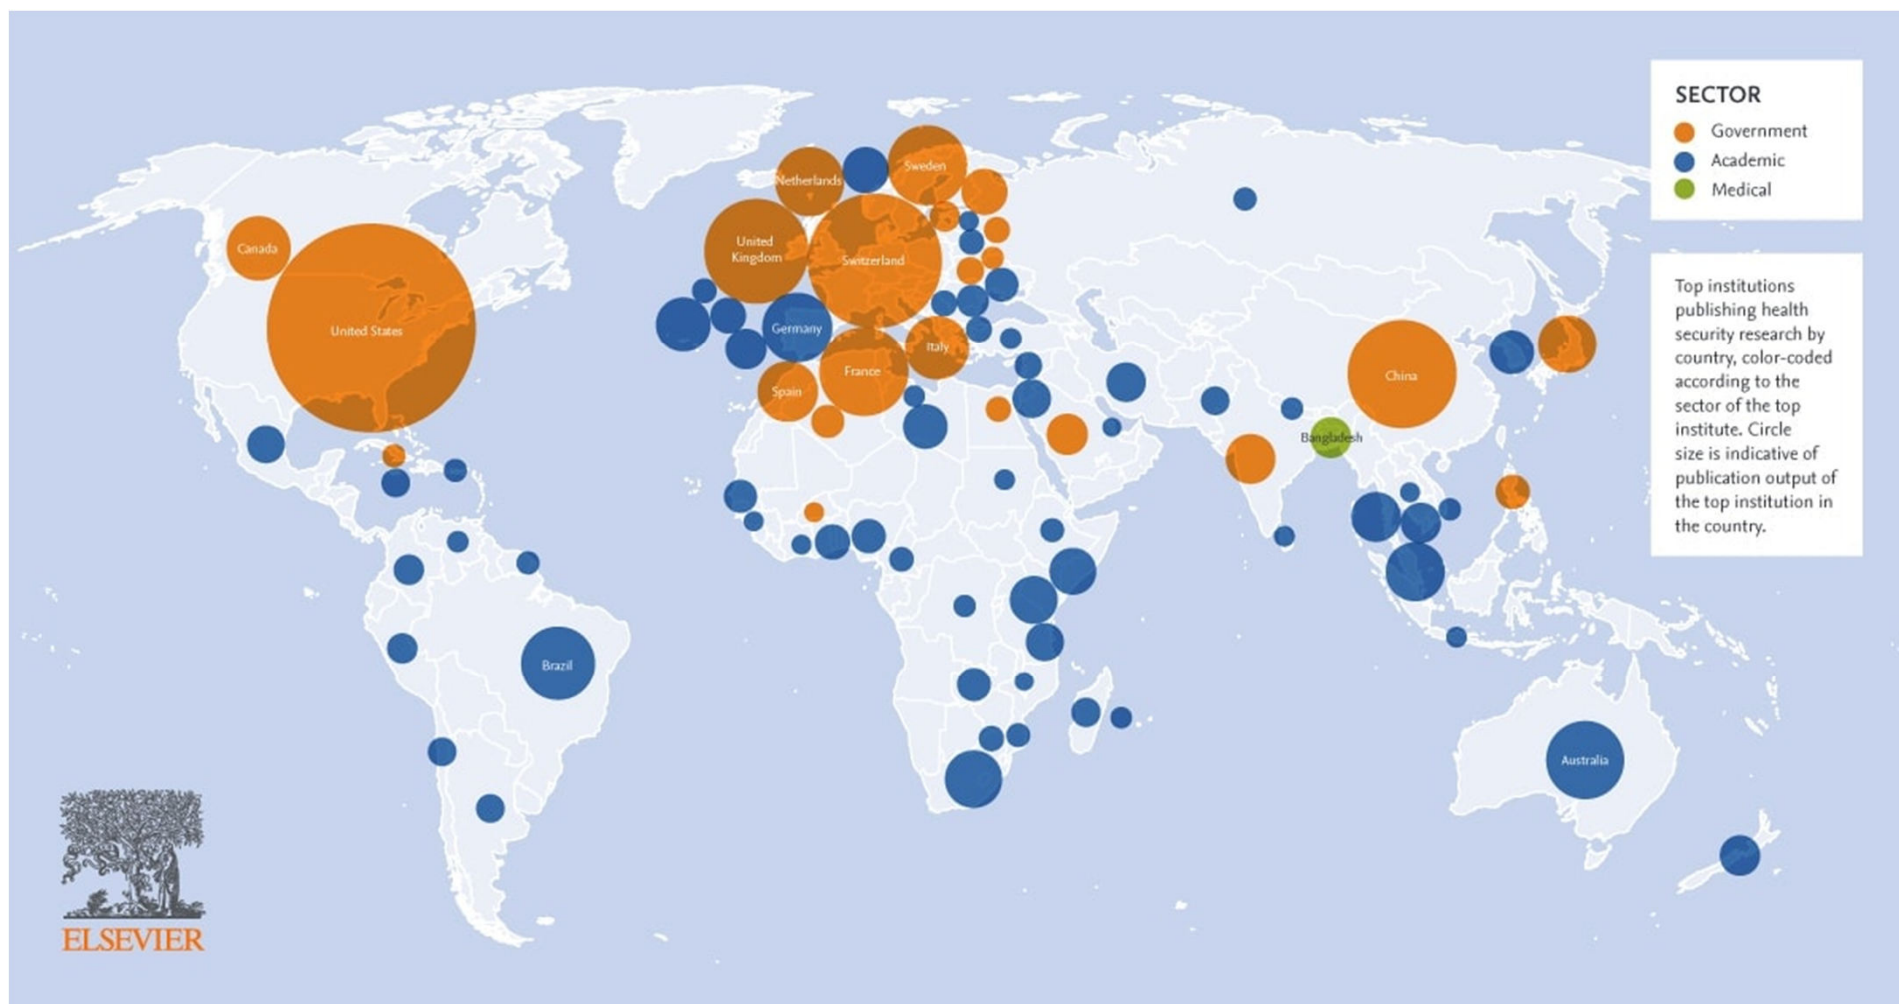 SECTOR
Government
Academic
Medical
Top institutions
publishing health
security research by
country, color-coded
according to the
sector of the top
institute. Circle
size is indicative of
publication output of
the top institution in
the country.
Sweden
Netherlands
Canada
United
Kingdom
Switzerland
United States
Germany
Italy
France
Spain
China
Bangladesh
Brazil
Australia
ELSEVIER